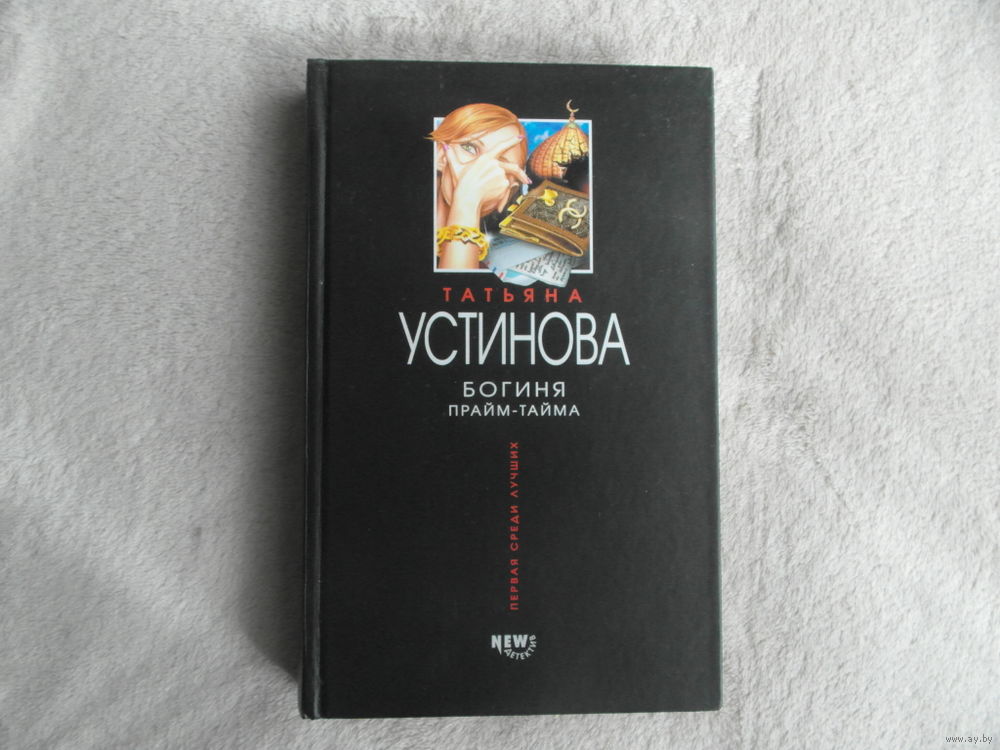 ТАТЬЯНА
УСТИНОВА
БОГИНЯ
ПРАЙМ-ТАЙМА
ПЕРВАЯ СРЕДИ ЛУЧШИХ
NEW
ДЕТЕКТИВ
www.ay.by